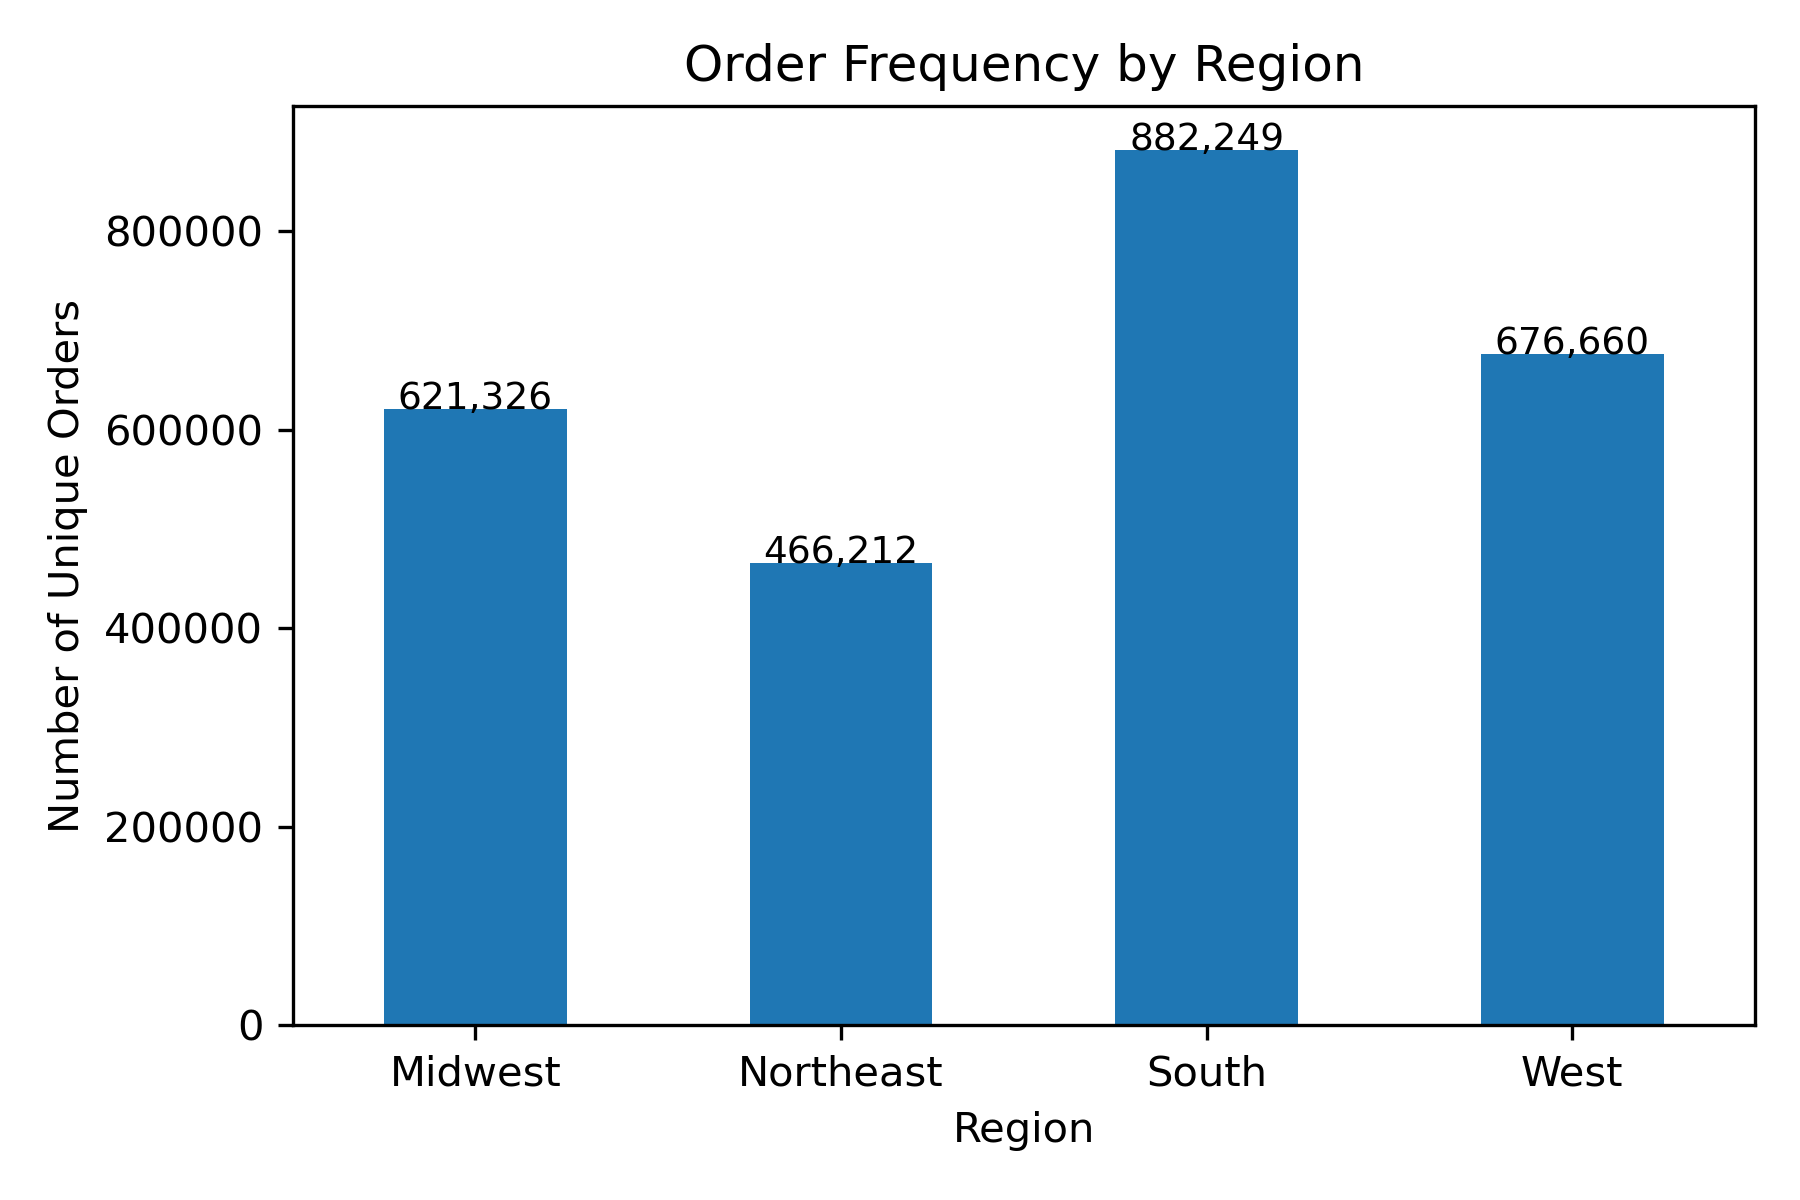 Order Frequency by Region
Number of Unique Orders
800000
600000
400000
200000
0
621,326
466,212
882,249
676,660
Midwest
Northeast
South
West
Region